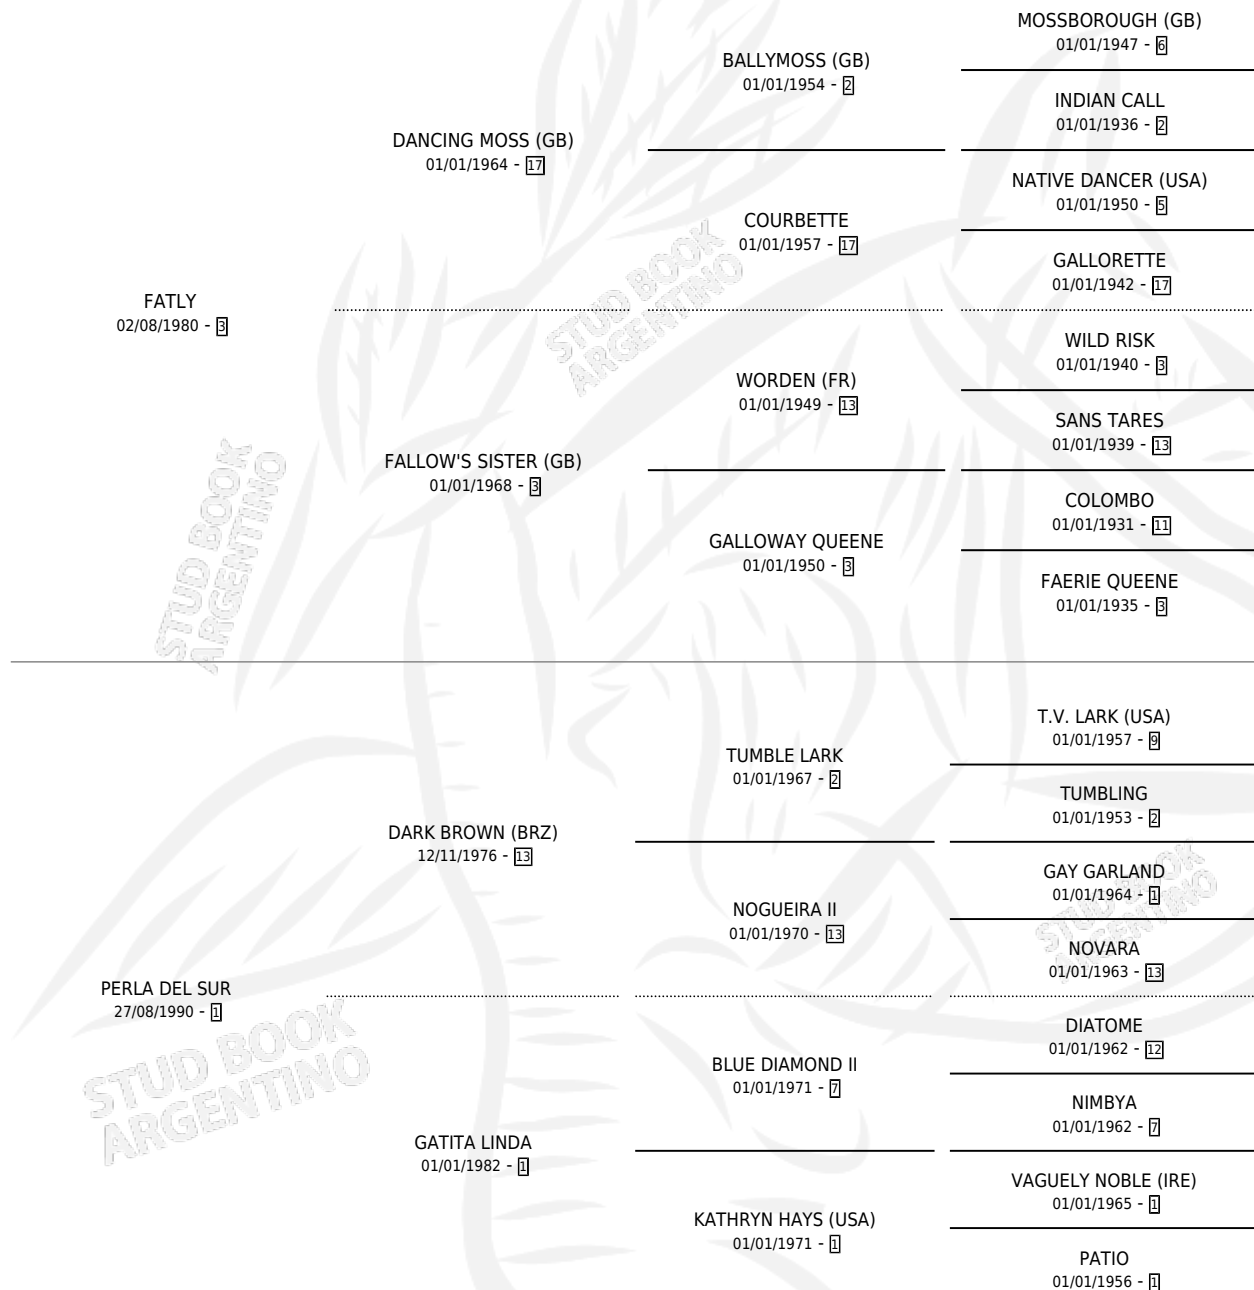 MOSSBOROUGH (GB)
01/01/1947 - 6
BALLYMOSS (GB)
01/01/1954 - 2
INDIAN CALL
01/01/1936 - 2
DANCING MOSS (GB)
01/01/1964 - 17
NATIVE DANCER (USA)
01/01/1950 - 5
COURBETTE
01/01/1957 - 17
GALLORETTE
01/01/1942 - 17
FATLY
02/08/1980 - 3
STUD BOOK
ARGENTINO
WILD RISK
01/01/1940 - 3
WORDEN (FR)
01/01/1949 - 13
SANS TARES
01/01/1939 - 13
FALLOW'S SISTER (GB)
01/01/1968 - 3
COLOMBO
01/01/1931 - 11
GALLOWAY QUEENE
01/01/1950 - 3
FAERIE QUEENE
01/01/1935 - 3
STUD BOOK
ARGENTINO
T.V. LARK (USA)
01/01/1957 - 9
TUMBLE LARK
01/01/1967 - 2
TUMBLING
01/01/1953 - 2
DARK BROWN (BRZ)
12/11/1976 - 13
GAY GARLAND
01/01/1964 - 1
NOGUEIRA II
01/01/1970 - 13
NOVARA
01/01/1963 - 13
STUD BOOK
ARGENTINO
PERLA DEL SUR
27/08/1990 - 1
DIATOME
01/01/1962 - 12
BLUE DIAMOND II
01/01/1971 - 7
NIMBYA
01/01/1962 - 7
STUD BOOK
ARGENTINO
GATITA LINDA
01/01/1982 - 1
VAGUELY NOBLE (IRE)
01/01/1965 - 1
KATHRYN HAYS (USA)
01/01/1971 - 1
PATIO
01/01/1956 - 1